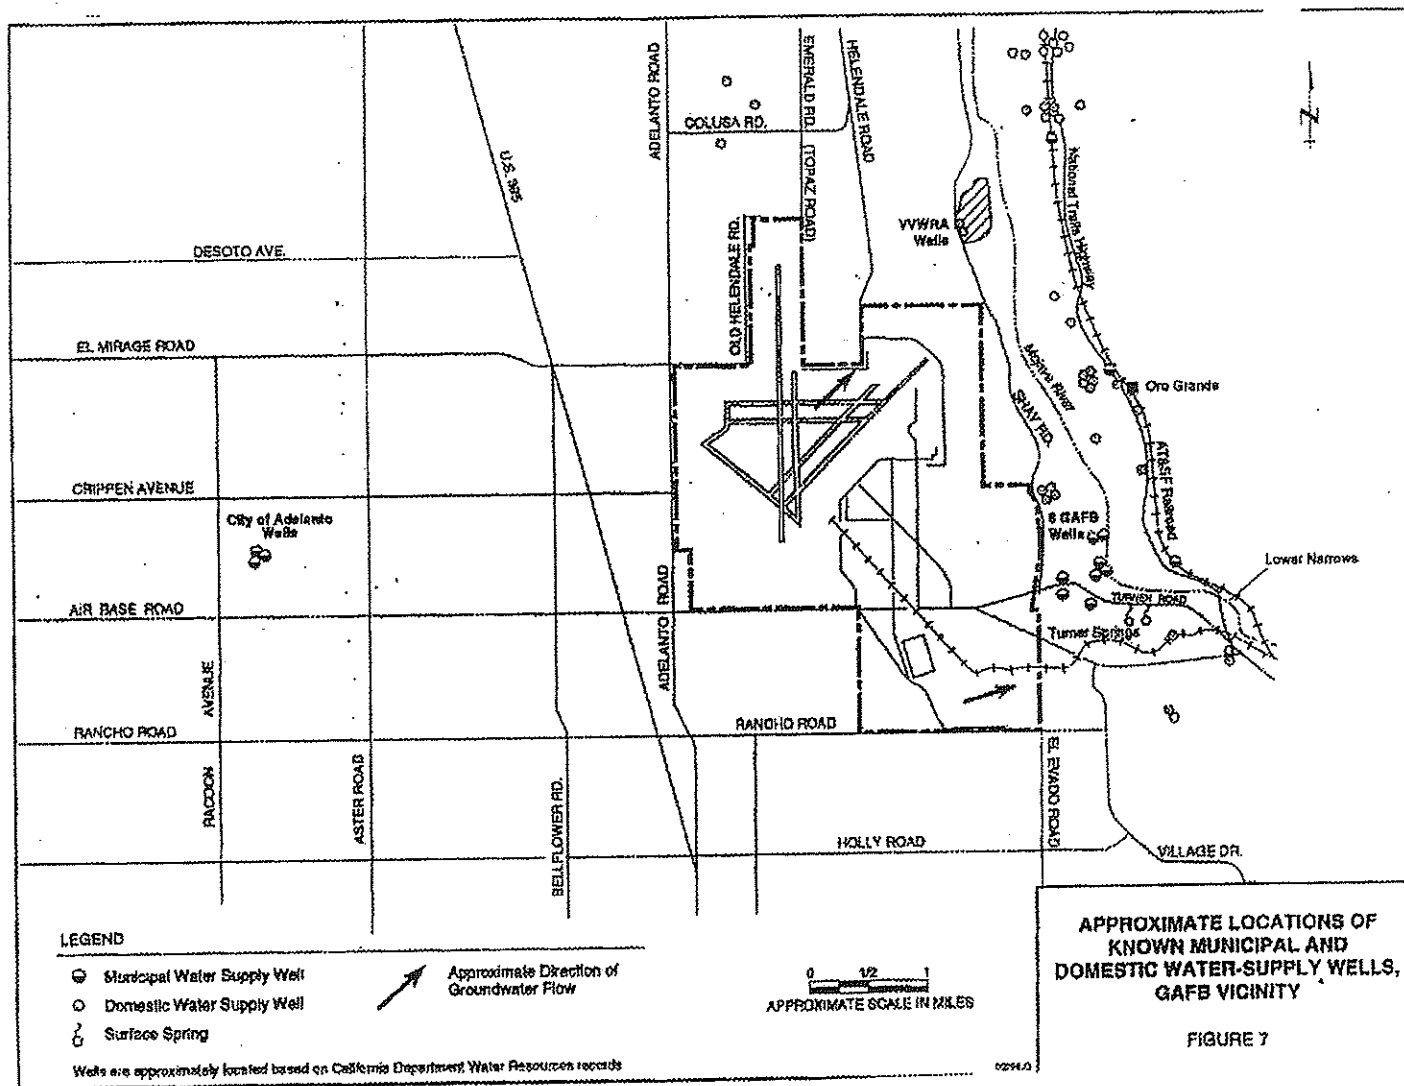 ADELANTO ROAD
EMERALD RD.
(TOPAZ ROAD)
HELENDALE ROAD
COLUSA RD.
U.S. 395
N
National Trails Highway
VVWRA
Wells
DESOTO AVE.
OLD HELENDALE RD.
EL MIRAGE ROAD
Mojave River
SHAY RD.
Oro Grande
AT&SF Railroad
CRIPPEN AVENUE
City of Adelanto
Wells
6 GAFB
Wells
Lower Narrows
AIR BASE ROAD
ADELANTO ROAD
TURNER ROAD
Turner Springs
RANCHO ROAD
RANCHO ROAD
RACOON AVENUE
ASTER ROAD
BELLFLOWER RD.
EL EVADO ROAD
HOLLY ROAD
VILLAGE DR.
LEGEND
Municipal Water Supply Well
Domestic Water Supply Well
Surface Spring
Approximate Direction of
Groundwater Flow
0 1/2 1
APPROXIMATE SCALE IN MILES
Wells are approximately located based on California Department Water Resources records
APPROXIMATE LOCATIONS OF
KNOWN MUNICIPAL AND
DOMESTIC WATER-SUPPLY WELLS,
GAFB VICINITY
FIGURE 7